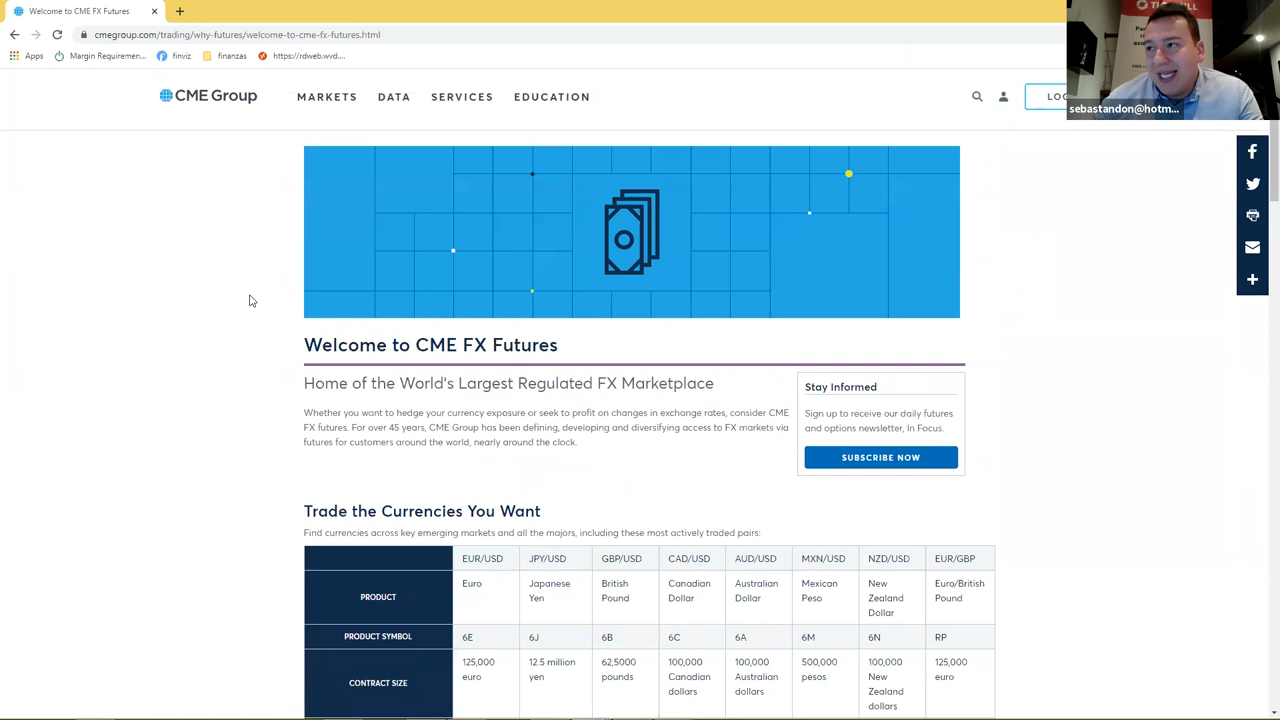 Welcome to CME FX Futures
cmegroup.com/trading/why-futures/welcome-to-cme-fx-futures.html
Apps Margin Requiremen... finviz finanzas https://rdweb.wvd....
CME Group MARKETS DATA SERVICES EDUCATION LOG
sebastandon@hotm...
Welcome to CME FX Futures
Home of the World's Largest Regulated FX Marketplace
Whether you want to hedge your currency exposure or seek to profit on changes in exchange rates, consider CME
FX futures. For over 45 years, CME Group has been defining, developing and diversifying access to FX markets via
futures for customers around the world, nearly around the clock.
Stay Informed
Sign up to receive our daily futures
and options newsletter, In Focus.
SUBSCRIBE NOW
Trade the Currencies You Want
Find currencies across key emerging markets and all the majors, including these most actively traded pairs:
EUR/USD JPY/USD GBP/USD CAD/USD AUD/USD MXN/USD NZD/USD EUR/GBP
PRODUCT Euro Japanese Yen British Pound Canadian Dollar Australian Dollar Mexican Peso New Zealand Dollar Euro/British Pound
PRODUCT SYMBOL 6E 6J 6B 6C 6A 6M 6N RP
CONTRACT SIZE 125,000 euro 12.5 million yen 62,5000 pounds 100,000 Canadian dollars 100,000 Australian dollars 500,000 pesos 100,000 New Zealand dollars 125,000 euro